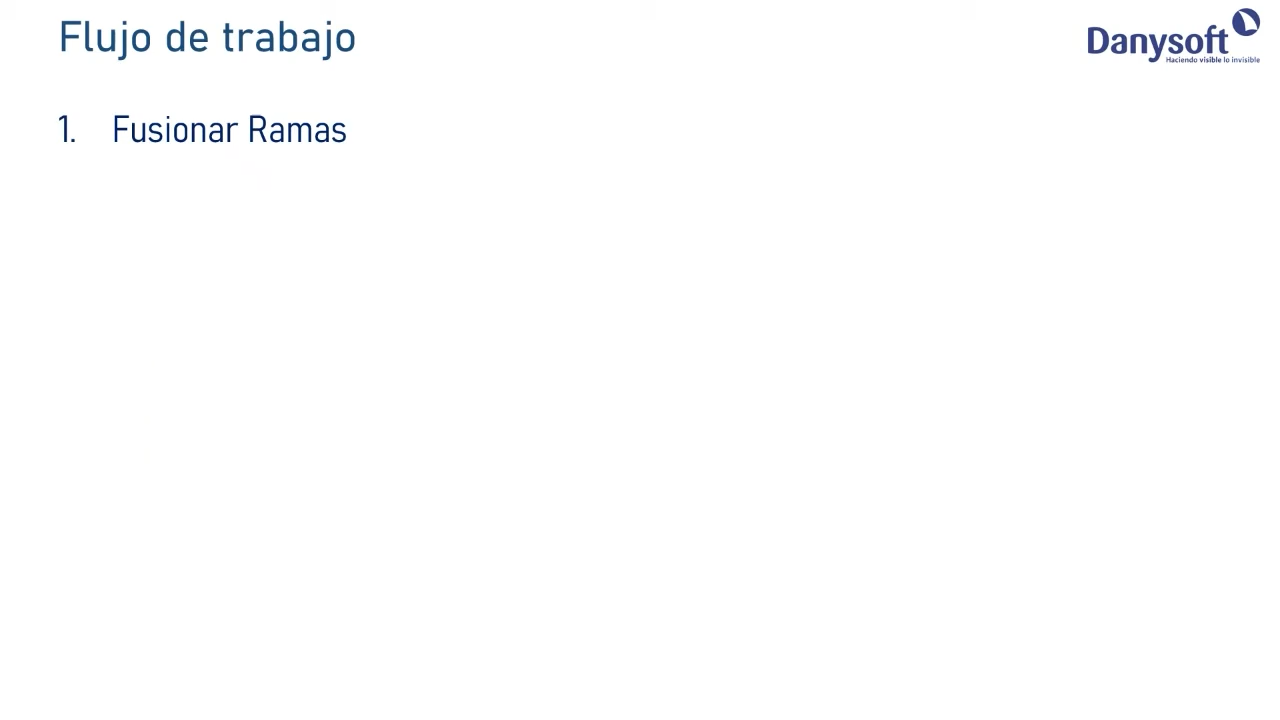 Flujo de trabajo
Danysoft
Haciendo visible lo invisible
1. Fusionar Ramas